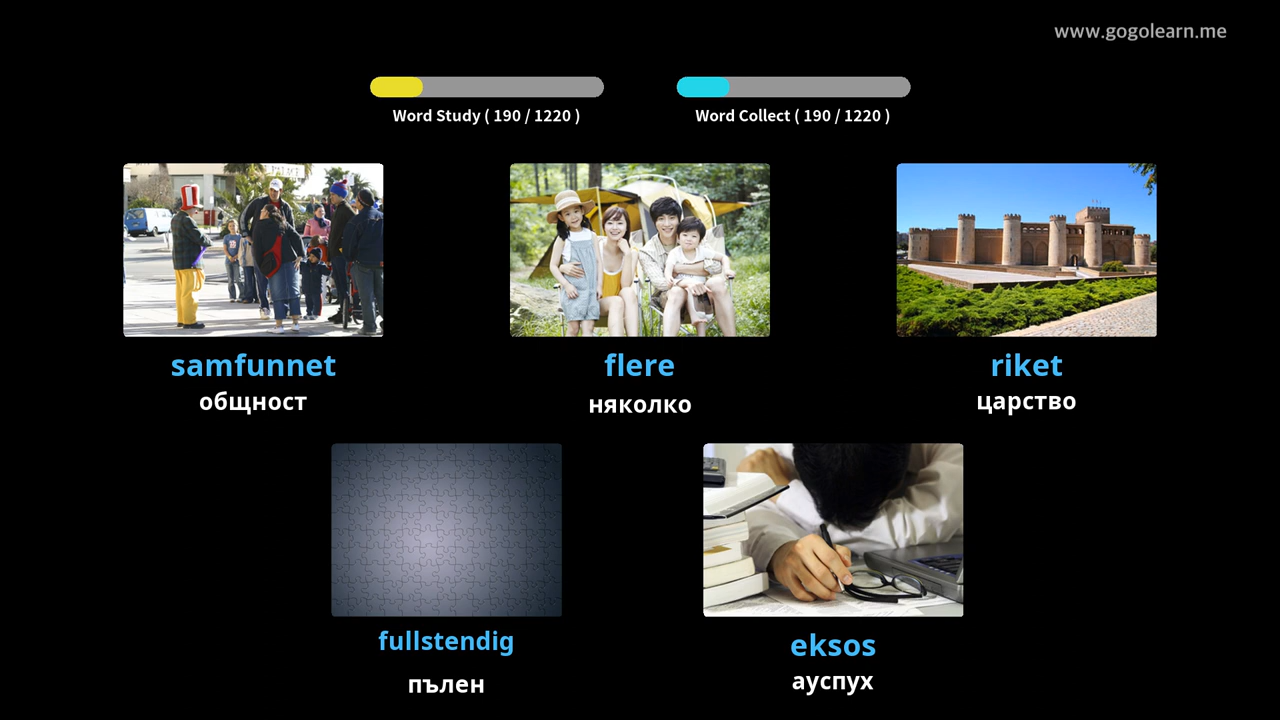 www.gogolearn.me
Word Study ( 190 / 1220 )
Word Collect ( 190 / 1220 )
samfunnet
общност
flere
няколко
riket
царство
fullstendig
пълен
eksos
ауспух